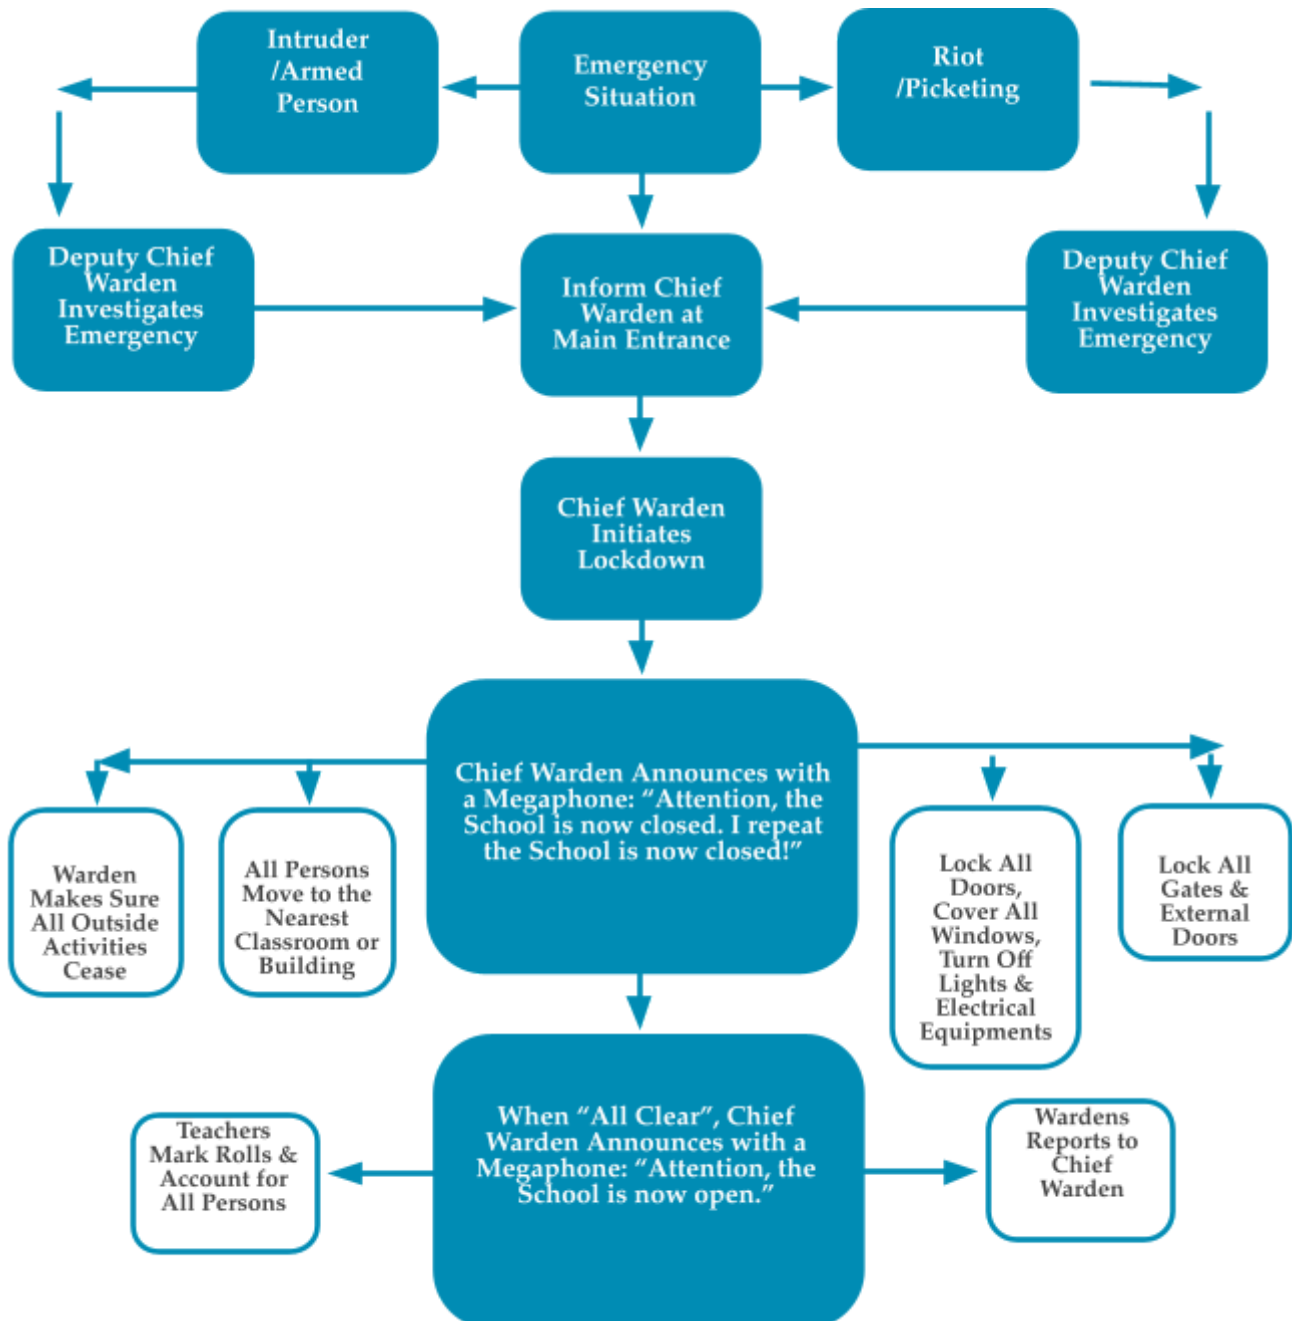 Intruder
/Armed
Person
Emergency
Situation
Riot
/Picketing
Deputy Chief
Warden
Investigates
Emergency
Inform Chief
Warden at
Main Entrance
Deputy Chief
Warden
Investigates
Emergency
Chief Warden
Initiates
Lockdown
Chief Warden Announces with
a Megaphone: “Attention, the
School is now closed. I repeat
the School is now closed!”
Warden
Makes Sure
All Outside
Activities
Cease
All Persons
Move to the
Nearest
Classroom or
Building
Lock All
Doors,
Cover All
Windows,
Turn Off
Lights &
Electrical
Equipments
Lock All
Gates &
External
Doors
When “All Clear”, Chief
Warden Announces with a
Megaphone: “Attention, the
School is now open.”
Teachers
Mark Rolls &
Account for
All Persons
Wardens
Reports to
Chief
Warden